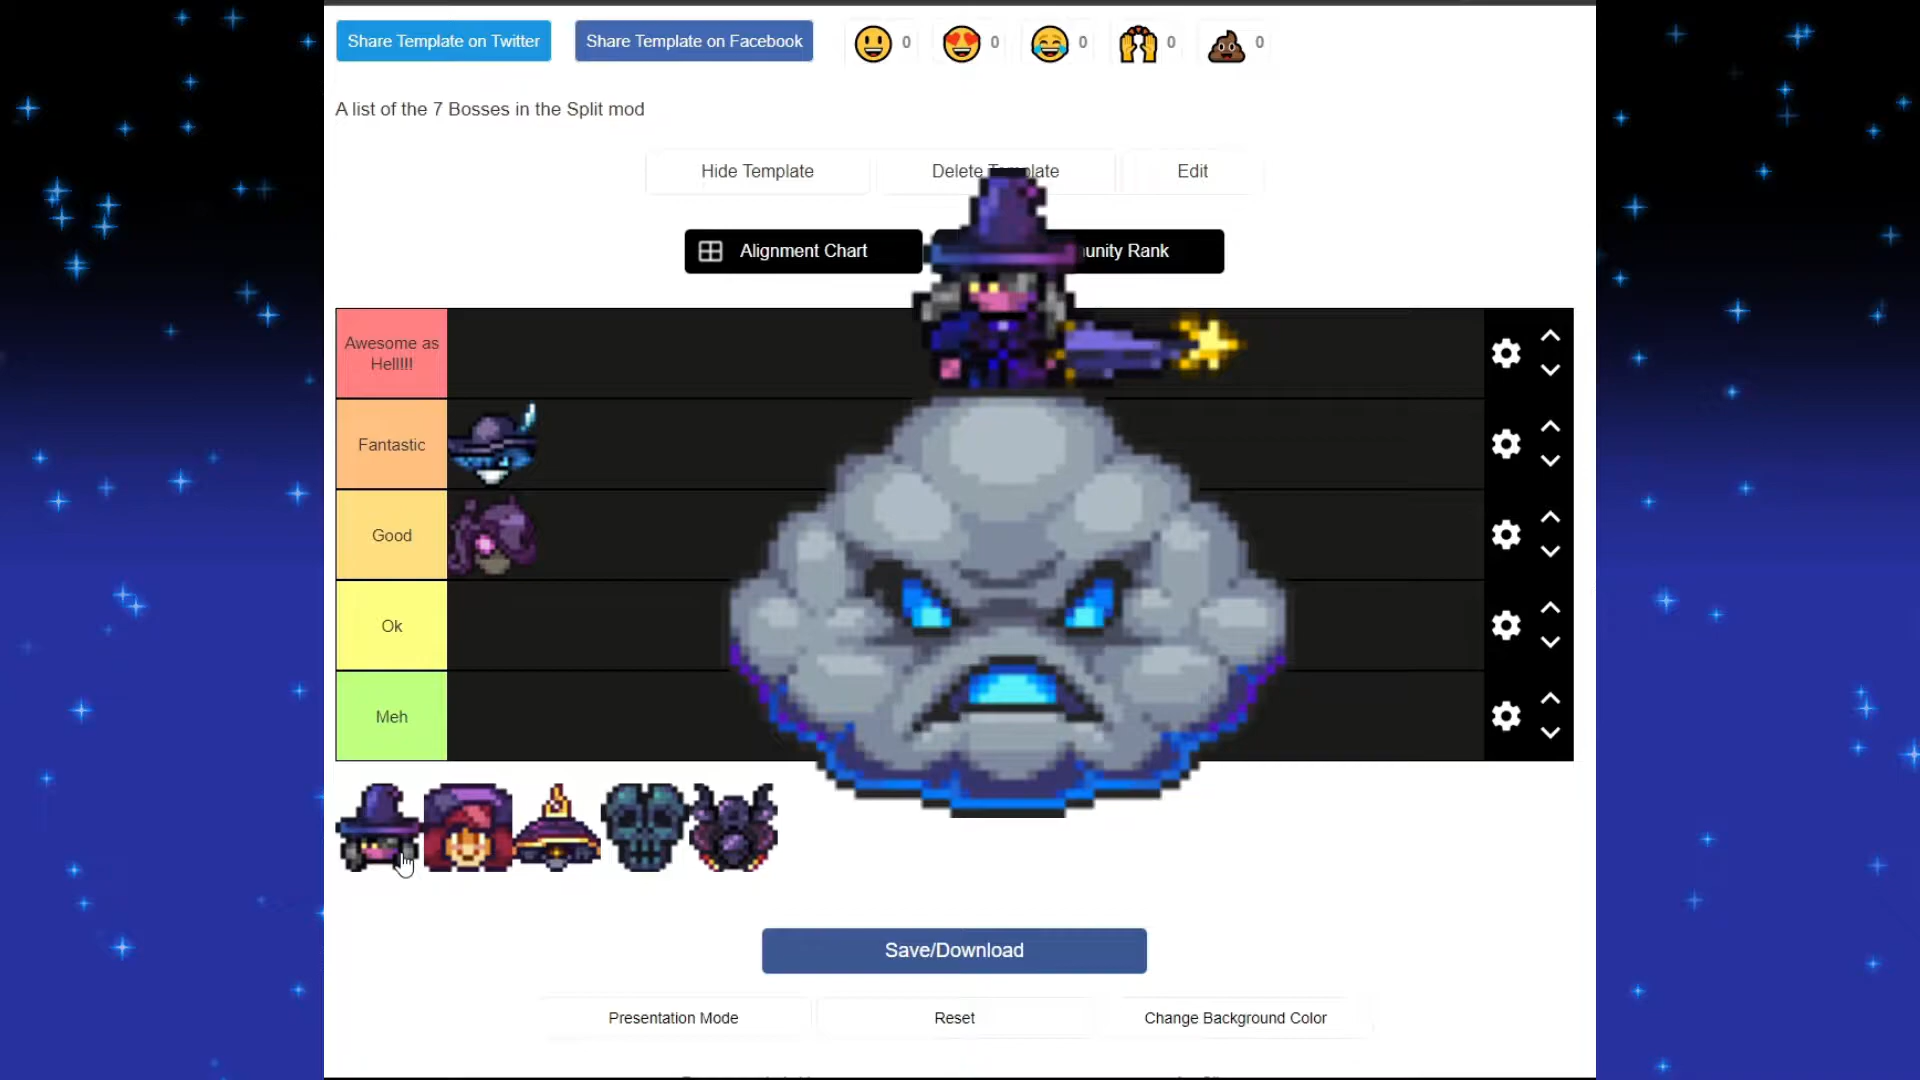 Share Template on Twitter
Share Template on Facebook
0
0
0
0
0
A list of the 7 Bosses in the Split mod
Hide Template
Delete Template
Edit
Alignment Chart
unity Rank
Awesome as
Hell!!!
Fantastic
Good
Ok
Meh
Save/Download
Presentation Mode
Reset
Change Background Color